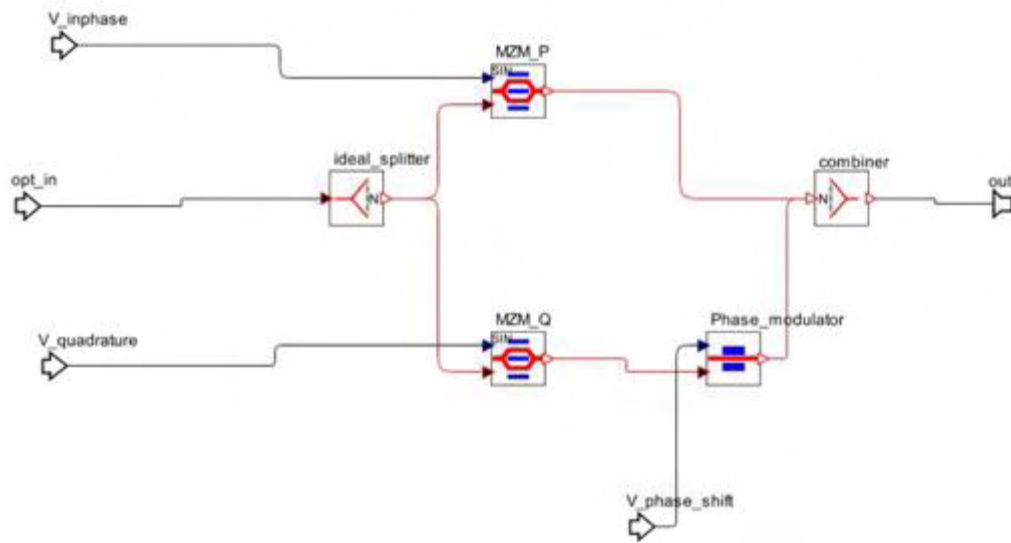 V_inphase
MZM_P
SIN
ideal_splitter
combiner
opt_in
N
N
out
V_quadrature
MZM_Q
SIN
Phase_modulator
V_phase_shift